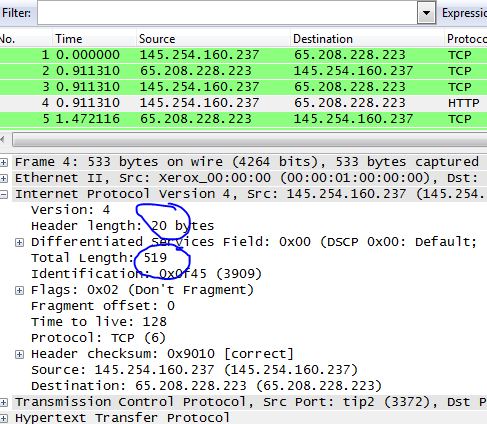 Filter: Expression
No. Time Source Destination Protoco
1 0.000000 145.254.160.237 65.208.228.223 TCP
2 0.911310 65.208.228.223 145.254.160.237 TCP
3 0.911310 145.254.160.237 65.208.228.223 TCP
4 0.911310 145.254.160.237 65.208.228.223 HTTP
5 1.472116 65.208.228.223 145.254.160.237 TCP
Frame 4: 533 bytes on wire (4264 bits), 533 bytes captured
Ethernet II, Src: Xerox_00:00:00 (00:00:01:00:00:00), Dst:
Internet Protocol Version 4, Src: 145.254.160.237 (145.254.
Version: 4
Header length: 20 bytes
Differentiated Services Field: 0x00 (DSCP 0x00: Default;
Total Length: 519
Identification: 0x0f45 (3909)
Flags: 0x02 (Don't Fragment)
Fragment offset: 0
Time to live: 128
Protocol: TCP (6)
Header checksum: 0x9010 [correct]
Source: 145.254.160.237 (145.254.160.237)
Destination: 65.208.228.223 (65.208.228.223)
Transmission Control Protocol, Src Port: tip2 (3372), Dst P
Hypertext Transfer Protocol